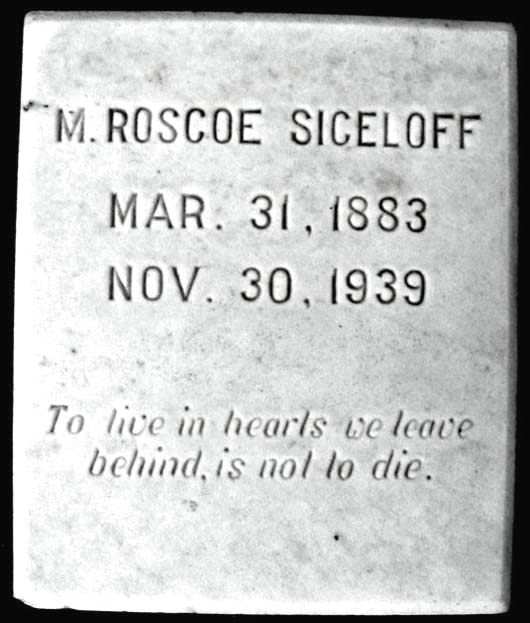 M. ROSCOE SICELOFF
MAR. 31, 1883
NOV. 30, 1939
To live in hearts we leave
behind, is not to die.